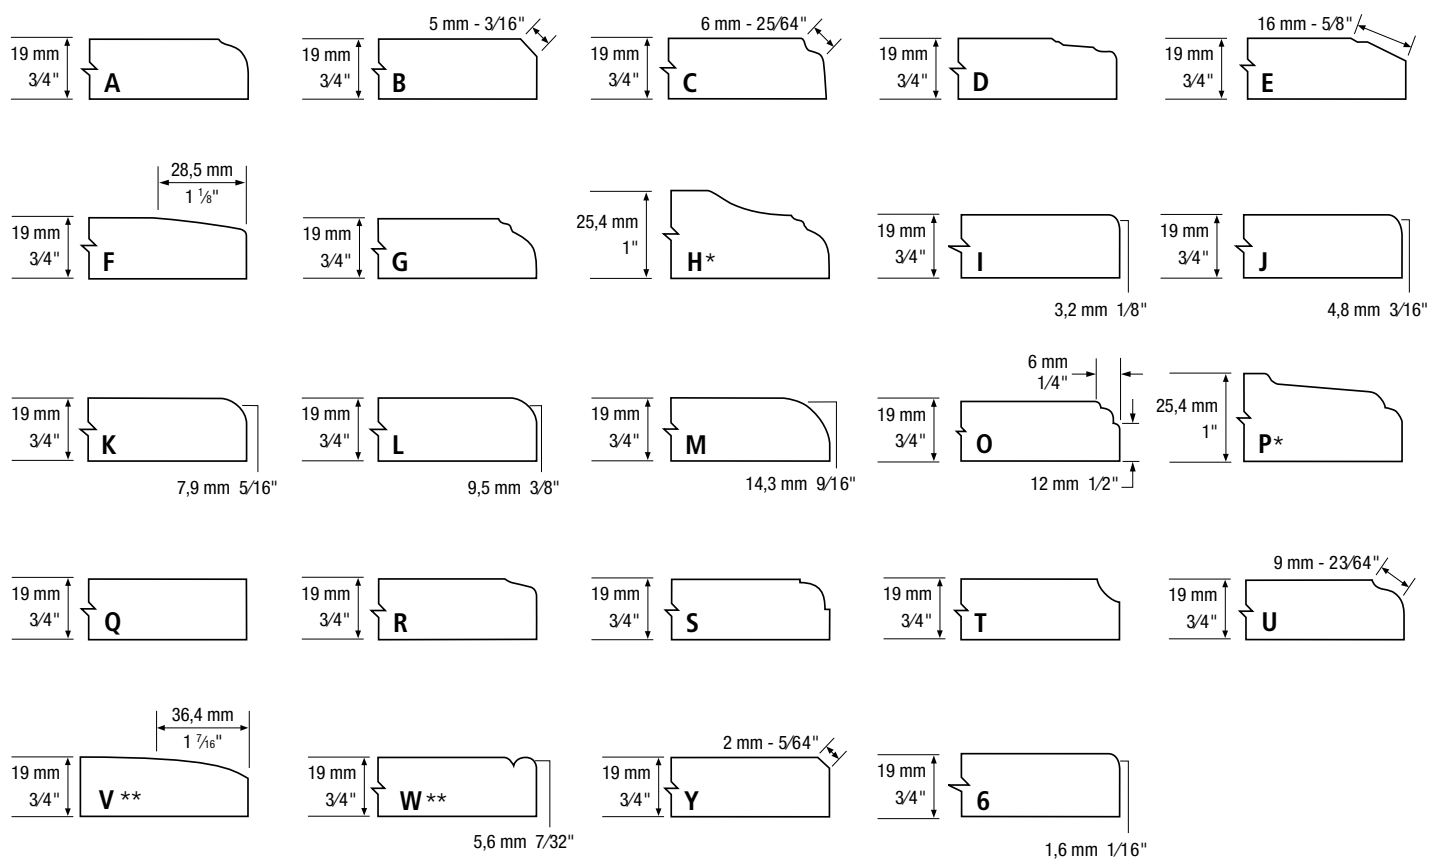 5 mm - 3/16"
19 mm
3/4"
A
19 mm
3/4"
B
6 mm - 25/64"
19 mm
3/4"
C
19 mm
3/4"
D
16 mm - 5/8"
19 mm
3/4"
E
28,5 mm
1 1/8"
19 mm
3/4"
F
19 mm
3/4"
G
25,4 mm
1"
H*
19 mm
3/4"
I
3,2 mm 1/8"
19 mm
3/4"
J
4,8 mm 3/16"
19 mm
3/4"
K
7,9 mm 5/16"
19 mm
3/4"
L
9,5 mm 3/8"
19 mm
3/4"
M
14,3 mm 9/16"
6 mm
1/4"
19 mm
3/4"
O
12 mm 1/2"
25,4 mm
1"
P*
19 mm
3/4"
Q
19 mm
3/4"
R
19 mm
3/4"
S
19 mm
3/4"
T
9 mm - 23/64"
19 mm
3/4"
U
36,4 mm
1 7/16"
19 mm
3/4"
V **
19 mm
3/4"
W **
5,6 mm 7/32"
2 mm - 5/64"
19 mm
3/4"
Y
19 mm
3/4"
6
1,6 mm 1/16"